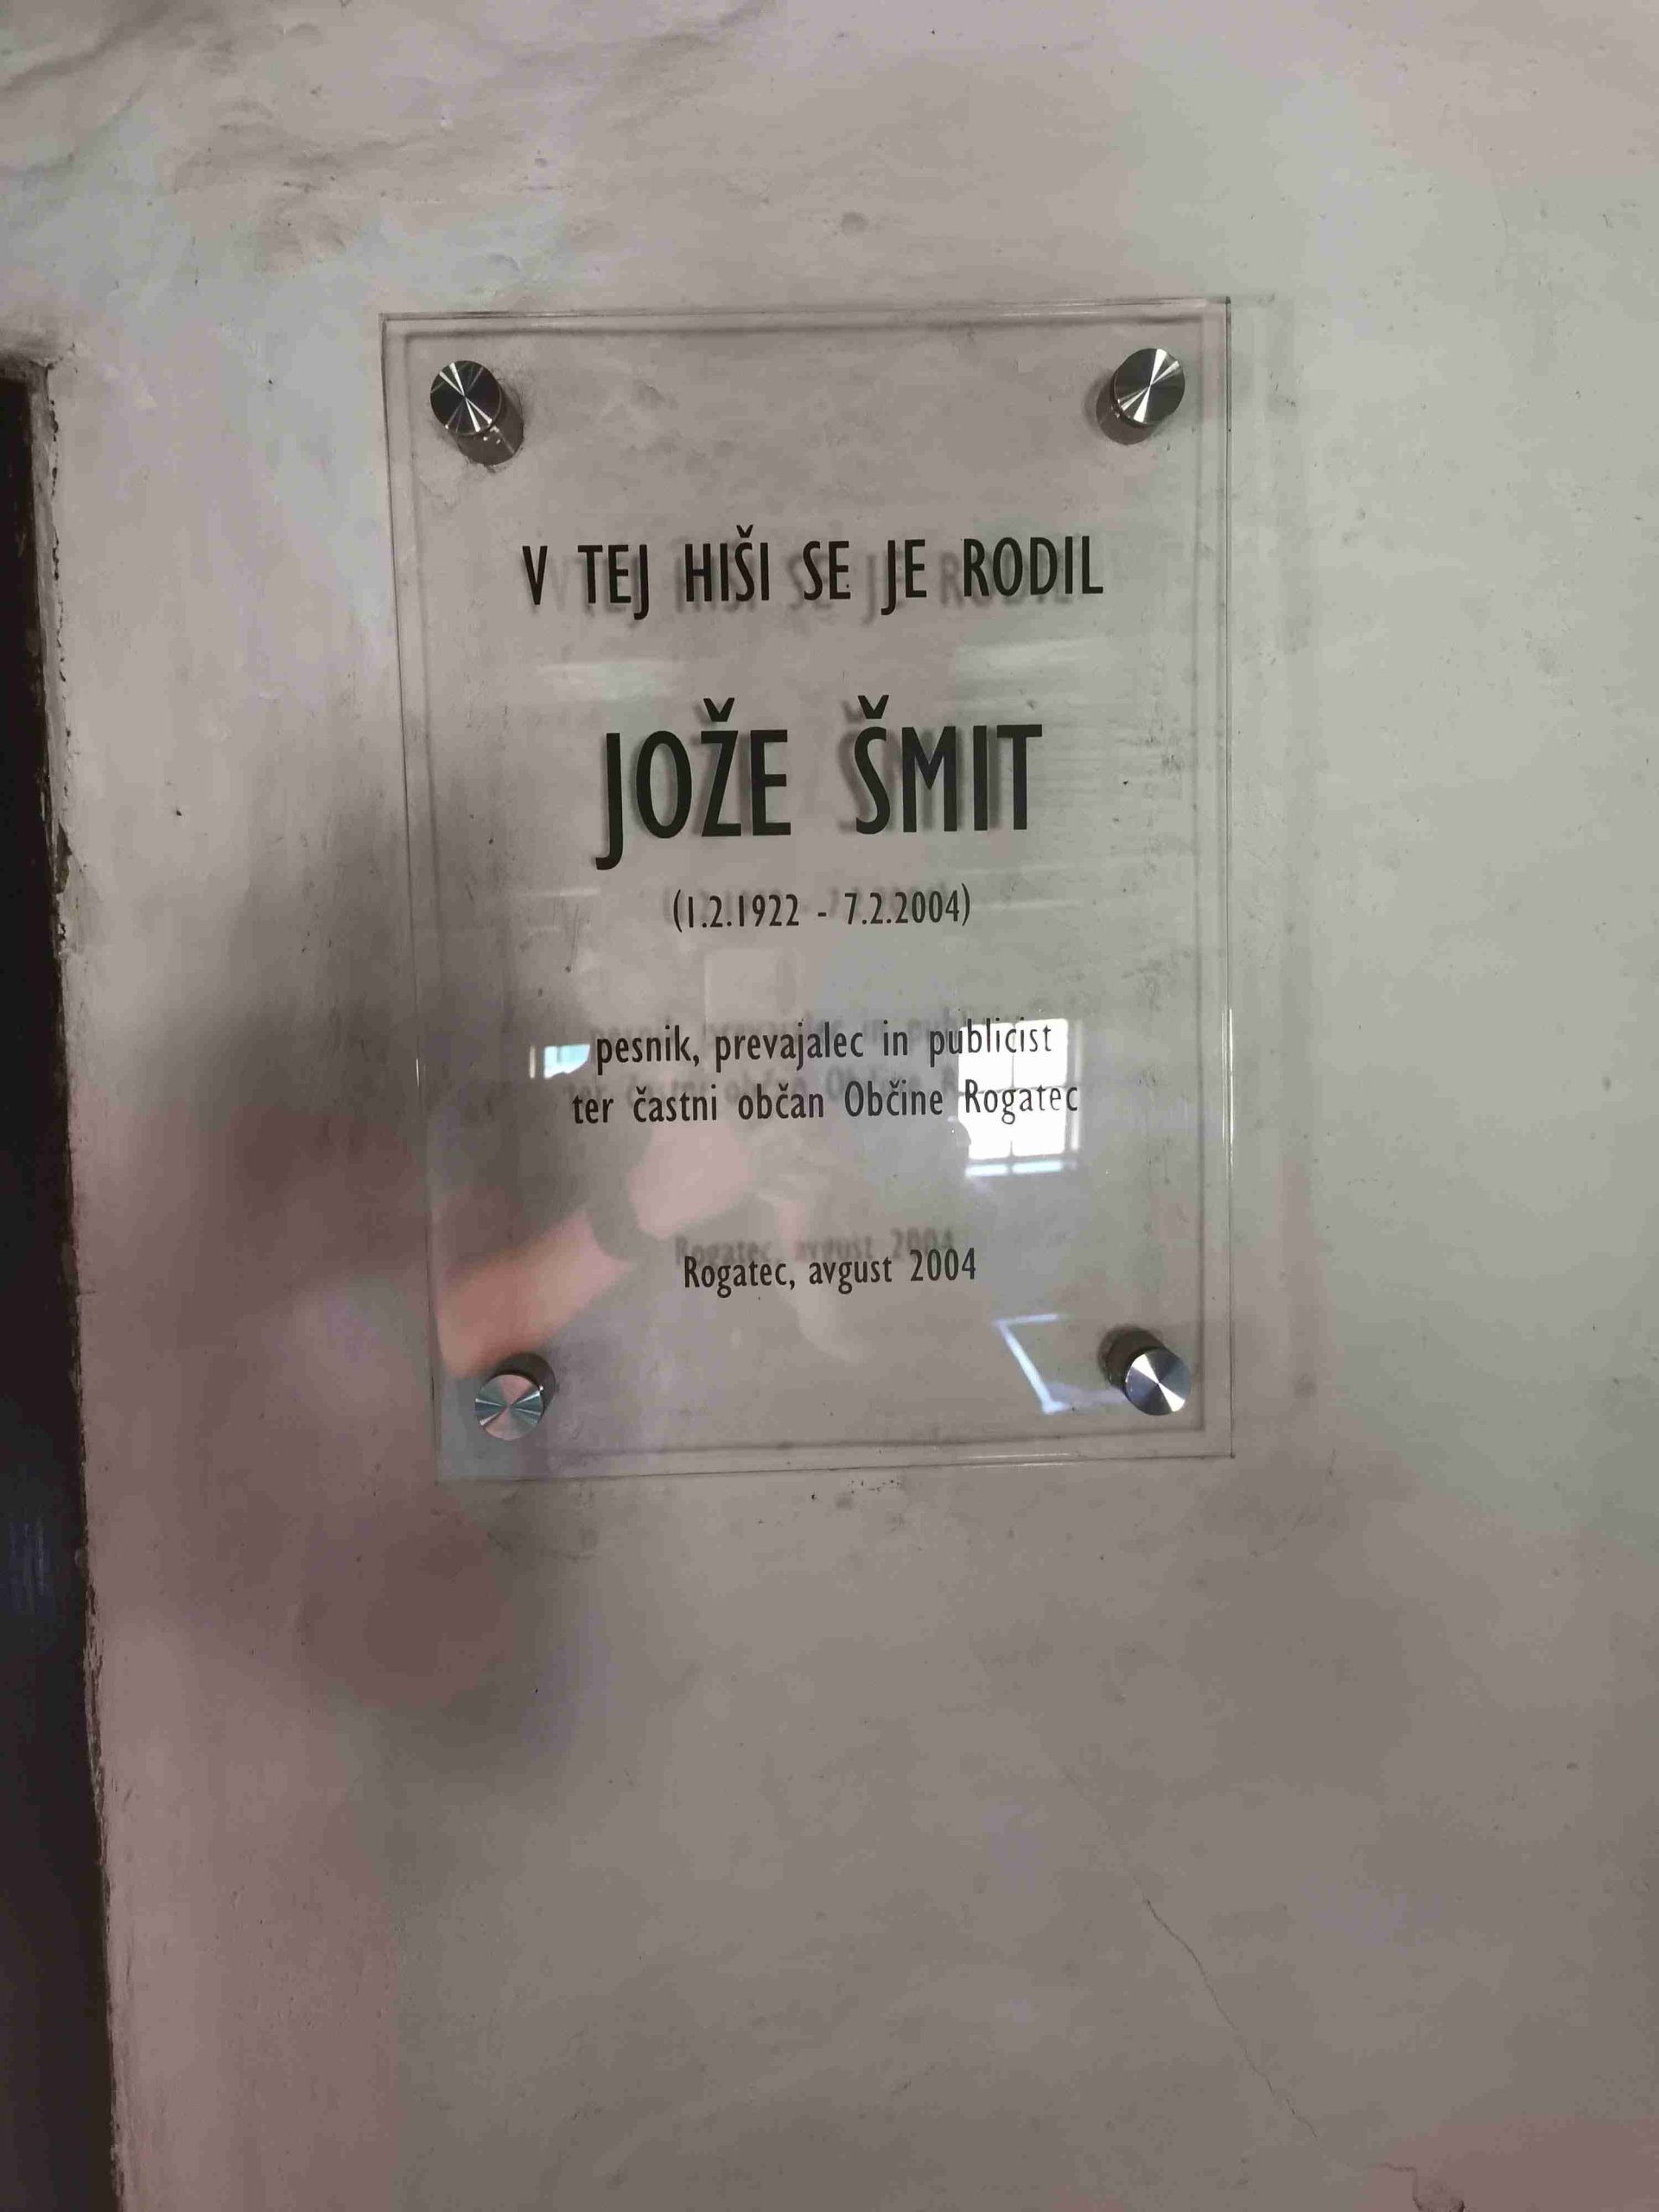 V TEJ HIŠI SE JE RODIL
JOŽE ŠMIT
(1.2.1922 - 7.2.2004)
pesnik, prevajalec in publicist
ter častni občan Občine Rogatec
Rogatec, avgust 2004